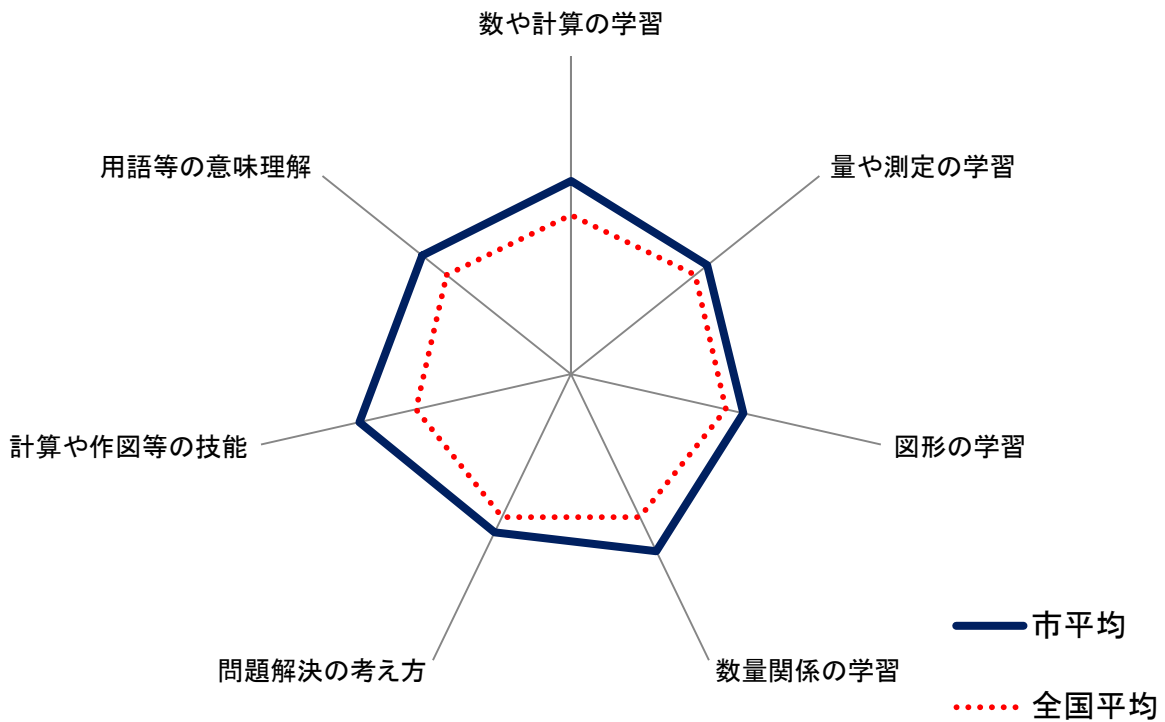 数や計算の学習
用語等の意味理解
量や測定の学習
計算や作図等の技能
図形の学習
問題解決の考え方
数量関係の学習
市平均
全国平均